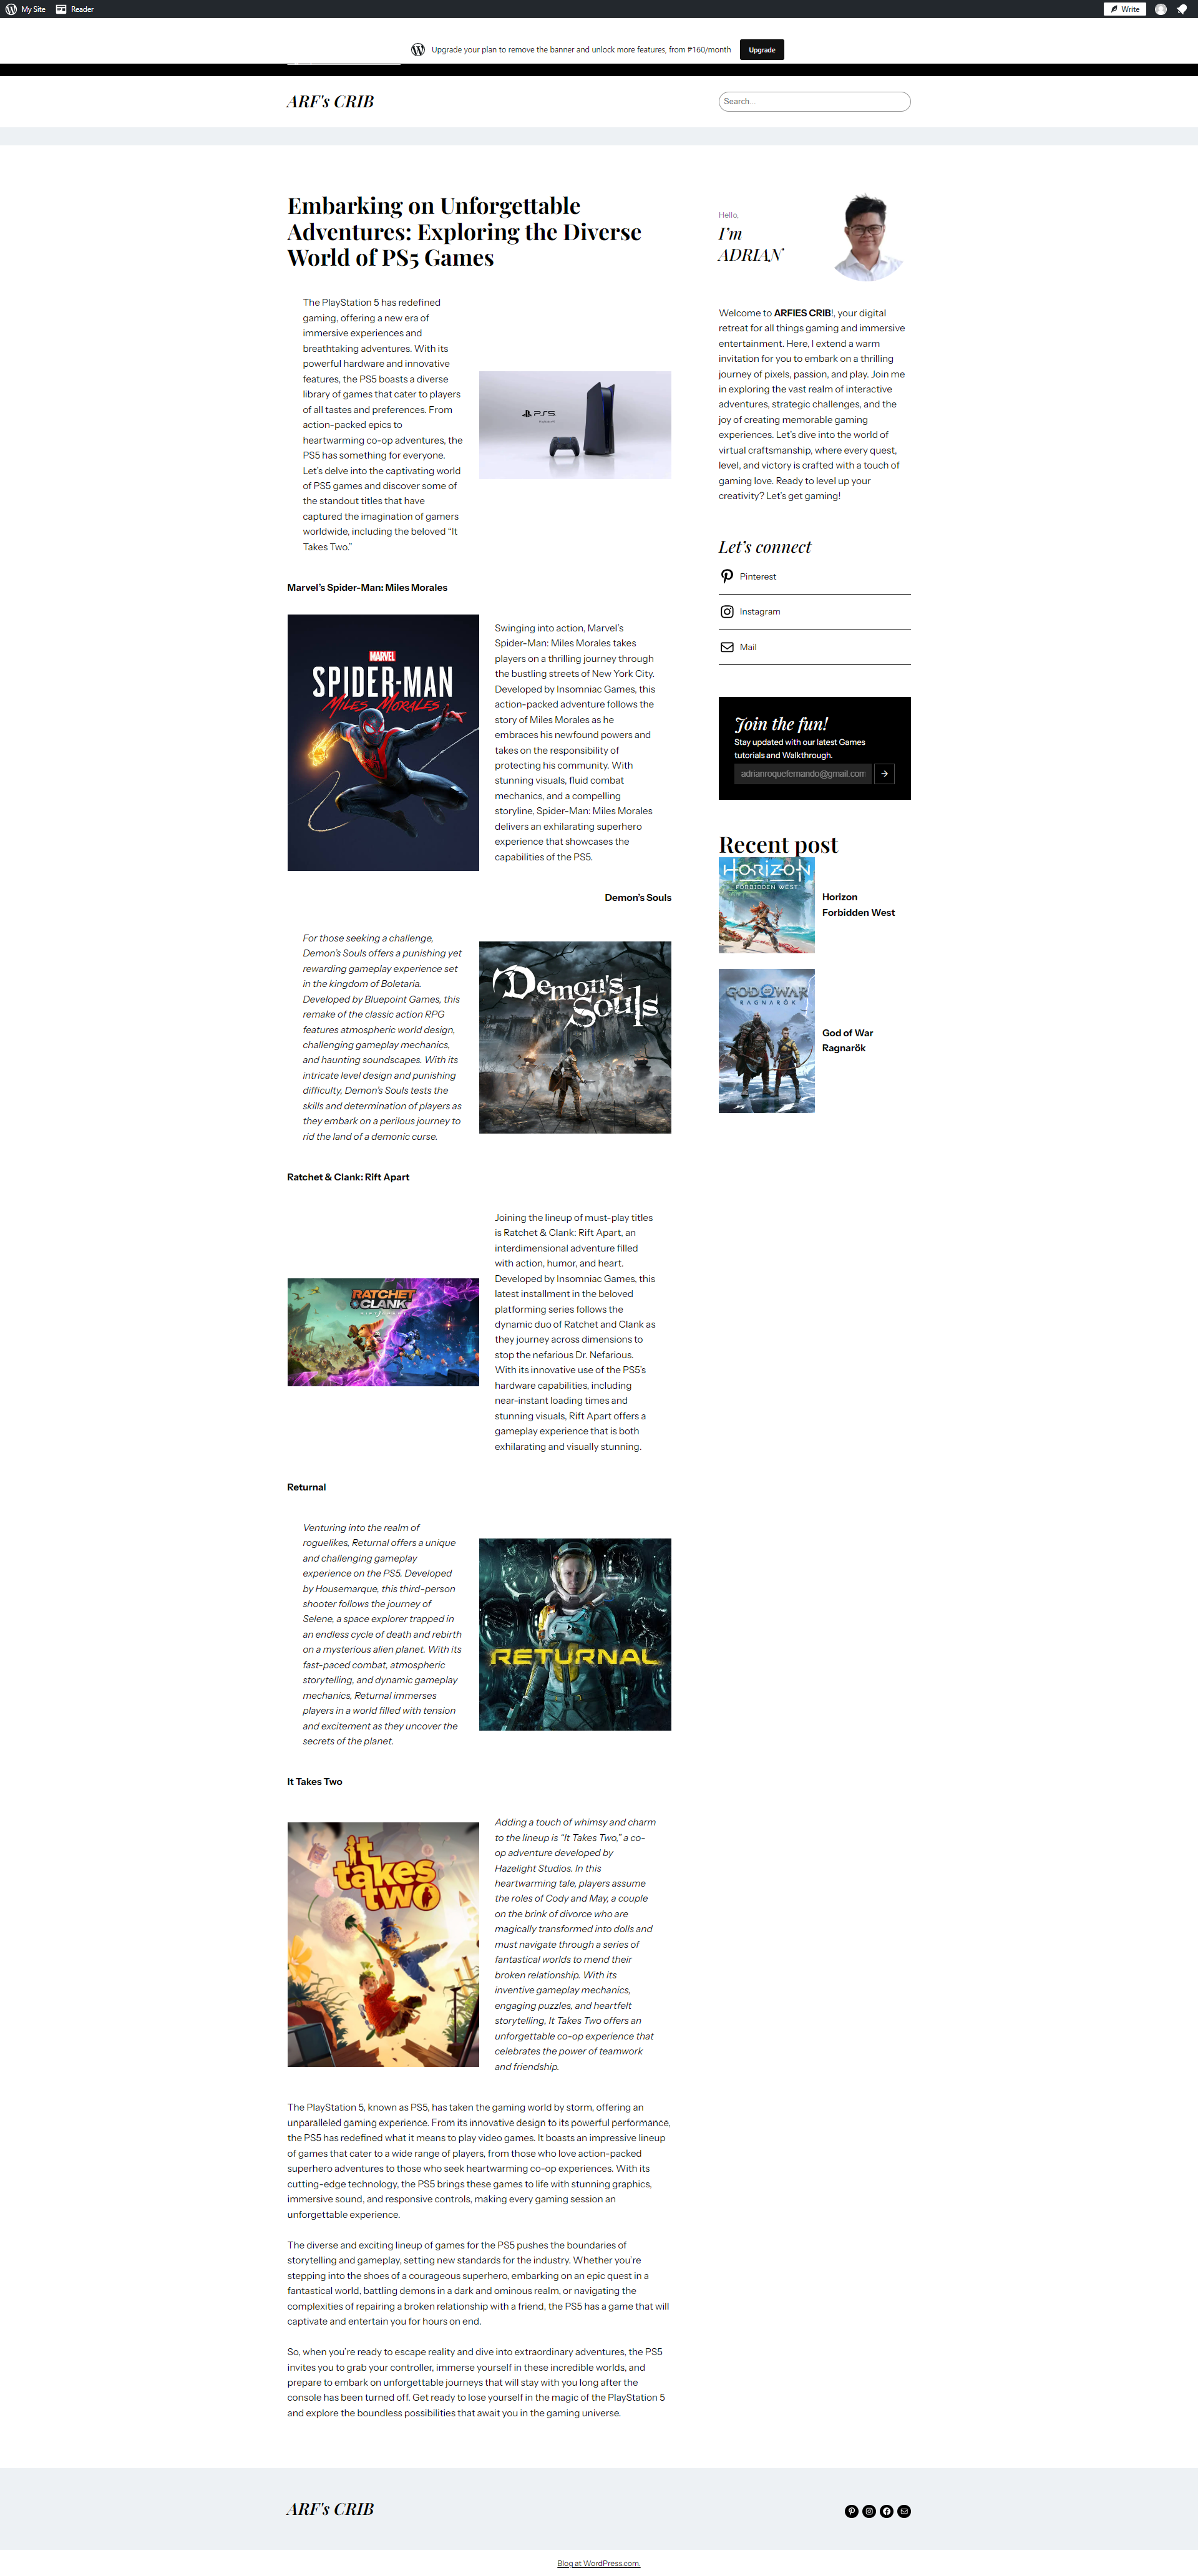 My Site
Reader
Write
Upgrade your plan to remove the banner and unlock more features, from ₱160/month
Upgrade
ARF's CRIB
Search...
Embarking on Unforgettable
Adventures: Exploring the Diverse
World of PS5 Games
The PlayStation 5 has redefined
gaming, offering a new era of
immersive experiences and
breathtaking adventures. With its
powerful hardware and innovative
features, the PS5 boasts a diverse
library of games that cater to players
of all tastes and preferences. From
action-packed epics to
heartwarming co-op adventures, the
PS5 has something for everyone.
Let's delve into the captivating world
of PS5 games and discover some of
the standout titles that have
captured the imagination of gamers
worldwide, including the beloved “It
Takes Two.”
PS5
Marvel's Spider-Man: Miles Morales
MARVEL
SPIDER-MAN
MILES MORALES
Swinging into action, Marvel's
Spider-Man: Miles Morales takes
players on a thrilling journey through
the bustling streets of New York City.
Developed by Insomniac Games, this
action-packed adventure follows the
story of Miles Morales as he
embraces his newfound powers and
takes on the responsibility of
protecting his community. With
stunning visuals, fluid combat
mechanics, and a compelling
storyline, Spider-Man: Miles Morales
delivers an exhilarating superhero
experience that showcases the
capabilities of the PS5.
Demon's Souls
For those seeking a challenge,
Demon's Souls offers a punishing yet
rewarding gameplay experience set
in the kingdom of Boletaria.
Developed by Bluepoint Games, this
remake of the classic action RPG
features atmospheric world design,
challenging gameplay mechanics,
and haunting soundscapes. With its
intricate level design and punishing
difficulty, Demon's Souls tests the
skills and determination of players as
they embark on a perilous journey to
rid the land of a demonic curse.
Demon's
Souls
Ratchet & Clank: Rift Apart
RATCHET
CLANK
RIFT APART
Joining the lineup of must-play titles
is Ratchet & Clank: Rift Apart, an
interdimensional adventure filled
with action, humor, and heart.
Developed by Insomniac Games, this
latest installment in the beloved
platforming series follows the
dynamic duo of Ratchet and Clank as
they journey across dimensions to
stop the nefarious Dr. Nefarious.
With its innovative use of the PS5's
hardware capabilities, including
near-instant loading times and
stunning visuals, Rift Apart offers a
gameplay experience that is both
exhilarating and visually stunning.
Returnal
Venturing into the realm of
roguelikes, Returnal offers a unique
and challenging gameplay
experience on the PS5. Developed
by Housemarque, this third-person
shooter follows the journey of
Selene, a space explorer trapped in
an endless cycle of death and rebirth
on a mysterious alien planet. With its
fast-paced combat, atmospheric
storytelling, and dynamic gameplay
mechanics, Returnal immerses
players in a world filled with tension
and excitement as they uncover the
secrets of the planet.
RETURNAL
It Takes Two
it
takes
two
Adding a touch of whimsy and charm
to the lineup is “It Takes Two,” a co-
op adventure developed by
Hazelight Studios. In this
heartwarming tale, players assume
the roles of Cody and May, a couple
on the brink of divorce who are
magically transformed into dolls and
must navigate through a series of
fantastical worlds to mend their
broken relationship. With its
inventive gameplay mechanics,
engaging puzzles, and heartfelt
storytelling, It Takes Two offers an
unforgettable co-op experience that
celebrates the power of teamwork
and friendship.
The PlayStation 5, known as PS5, has taken the gaming world by storm, offering an
unparalleled gaming experience. From its innovative design to its powerful performance,
the PS5 has redefined what it means to play video games. It boasts an impressive lineup
of games that cater to a wide range of players, from those who love action-packed
superhero adventures to those who seek heartwarming co-op experiences. With its
cutting-edge technology, the PS5 brings these games to life with stunning graphics,
immersive sound, and responsive controls, making every gaming session an
unforgettable experience.
The diverse and exciting lineup of games for the PS5 pushes the boundaries of
storytelling and gameplay, setting new standards for the industry. Whether you're
stepping into the shoes of a courageous superhero, embarking on an epic quest in a
fantastical world, battling demons in a dark and ominous realm, or navigating the
complexities of repairing a broken relationship with a friend, the PS5 has a game that will
captivate and entertain you for hours on end.
So, when you're ready to escape reality and dive into extraordinary adventures, the PS5
invites you to grab your controller, immerse yourself in these incredible worlds, and
prepare to embark on unforgettable journeys that will stay with you long after the
console has been turned off. Get ready to lose yourself in the magic of the PlayStation 5
and explore the boundless possibilities that await you in the gaming universe.
Hello,
I'm
ADRIAN
Welcome to ARFIES CRIB!, your digital
retreat for all things gaming and immersive
entertainment. Here, I extend a warm
invitation for you to embark on a thrilling
journey of pixels, passion, and play. Join me
in exploring the vast realm of interactive
adventures, strategic challenges, and the
joy of creating memorable gaming
experiences. Let's dive into the world of
virtual craftsmanship, where every quest,
level, and victory is crafted with a touch of
gaming love. Ready to level up your
creativity? Let's get gaming!
Let's connect
Pinterest
Instagram
Mail
Join the fun!
Stay updated with our latest Games
tutorials and Walkthrough.
adrianroquefernando@gmail.com
Recent post
HORIZON
FORBIDDEN WEST
Horizon
Forbidden West
GOD OF WAR
RAGNARÖK
God of War
Ragnarök
ARF's CRIB
Blog at WordPress.com.